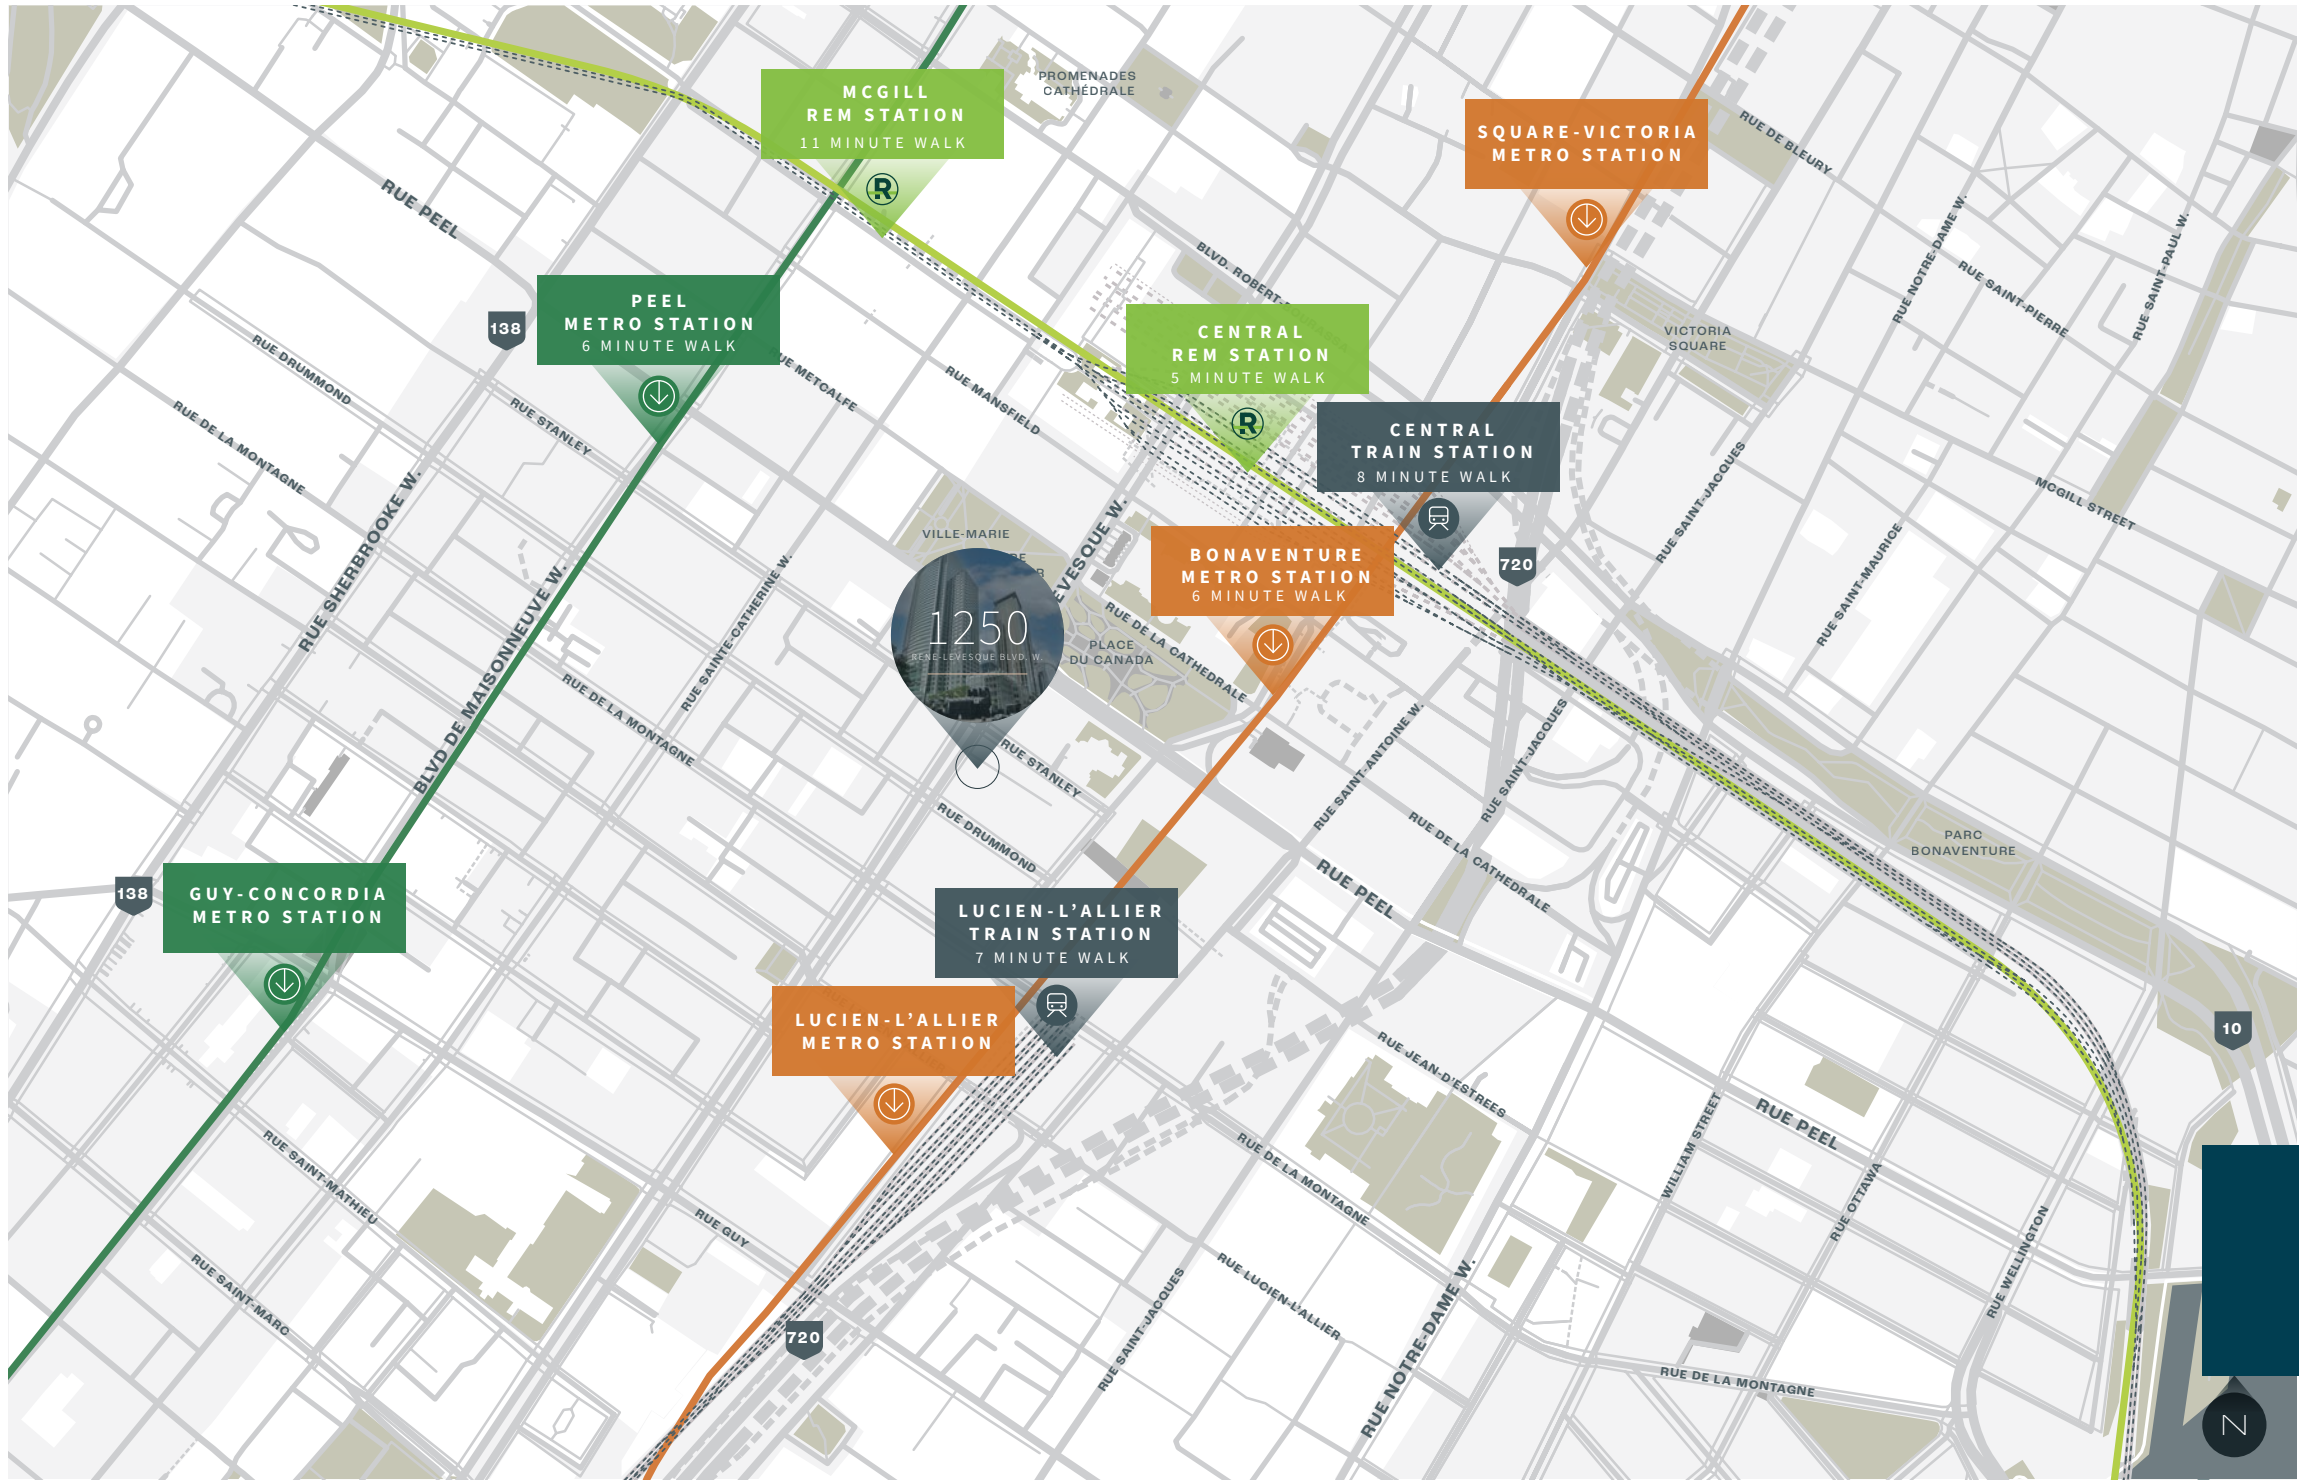 PROMENADES
CATHÉDRALE
MCGILL
REM STATION
11 MINUTE WALK
SQUARE-VICTORIA
METRO STATION
RUE DE BLEURY
RUE PEEL
RUE NOTRE-DAME W.
RUE SAINT-PIERRE
RUE SAINT-PAUL W.
BLVD. ROBERT-BOURASSA
PEEL
METRO STATION
6 MINUTE WALK
138
CENTRAL
REM STATION
5 MINUTE WALK
VICTORIA
SQUARE
RUE DRUMMOND
RUE METCALFE
RUE MANSFIELD
RUE DE LA MONTAGNE
RUE STANLEY
CENTRAL
TRAIN STATION
8 MINUTE WALK
RUE SAINT-JACQUES
MCGILL STREET
RUE SHERBROOKE W.
VILLE-MARIE
EVESQUE W.
BONAVENTURE
METRO STATION
6 MINUTE WALK
720
RUE SAINT-MAURICE
BLVD DE MAISONNEUVE W.
RUE SAINTE-CATHERINE W.
1250
RENÉ-LÉVESQUE BLVD. W.
PLACE
DU CANADA
RUE DE LA CATHEDRALE
RUE DE LA MONTAGNE
RUE STANLEY
RUE SAINT-ANTOINE W.
RUE SAINT-JACQUES
RUE DRUMMOND
RUE DE LA CATHEDRALE
PARC
BONAVENTURE
RUE PEEL
138
GUY-CONCORDIA
METRO STATION
LUCIEN-L'ALLIER
TRAIN STATION
7 MINUTE WALK
LUCIEN-L'ALLIER
METRO STATION
10
RUE JEAN-D'ESTREES
RUE PEEL
WILLIAM STREET
RUE OTTAWA
RUE SAINT-MATHIEU
RUE DE LA MONTAGNE
RUE GUY
RUE WELLINGTON
RUE SAINT-MARC
RUE LUCIEN-L'ALLIER
RUE SAINT-JACQUES
RUE NOTRE-DAME W.
720
RUE DE LA MONTAGNE
N